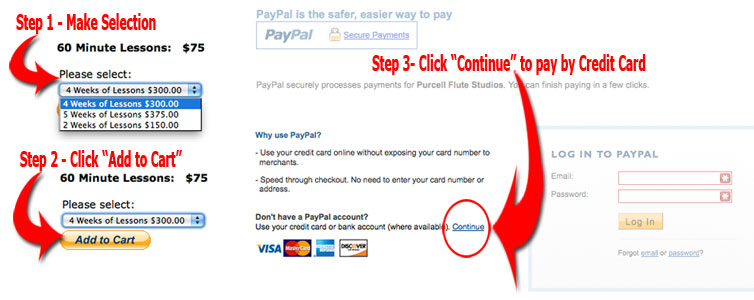 Step 1 - Make Selection
60 Minute Lessons: $75
Please select:
4 Weeks of Lessons $300.00
4 Weeks of Lessons $300.00
5 Weeks of Lessons $375.00
2 Weeks of Lessons $150.00
Step 2 - Click “Add to Cart”
60 Minute Lessons: $75
Please select:
4 Weeks of Lessons $300.00
Add to Cart
PayPal is the safer, easier way to pay
PayPal Secure Payments
Step 3- Click “Continue” to pay by Credit Card
PayPal securely processes payments for Purcell Flute Studios. You can finish paying in a few clicks.
Why use PayPal?
- Use your credit card online without exposing your card number to
merchants.
- Speed through checkout. No need to enter your card number or
address.
Don't have a PayPal account?
Use your credit card or bank account (where available). Continue
VISA MasterCard AMERICAN EXPRESS DISCOVER
LOG IN TO PAYPAL
Email:
Password:
Log In
Forgot email or password?